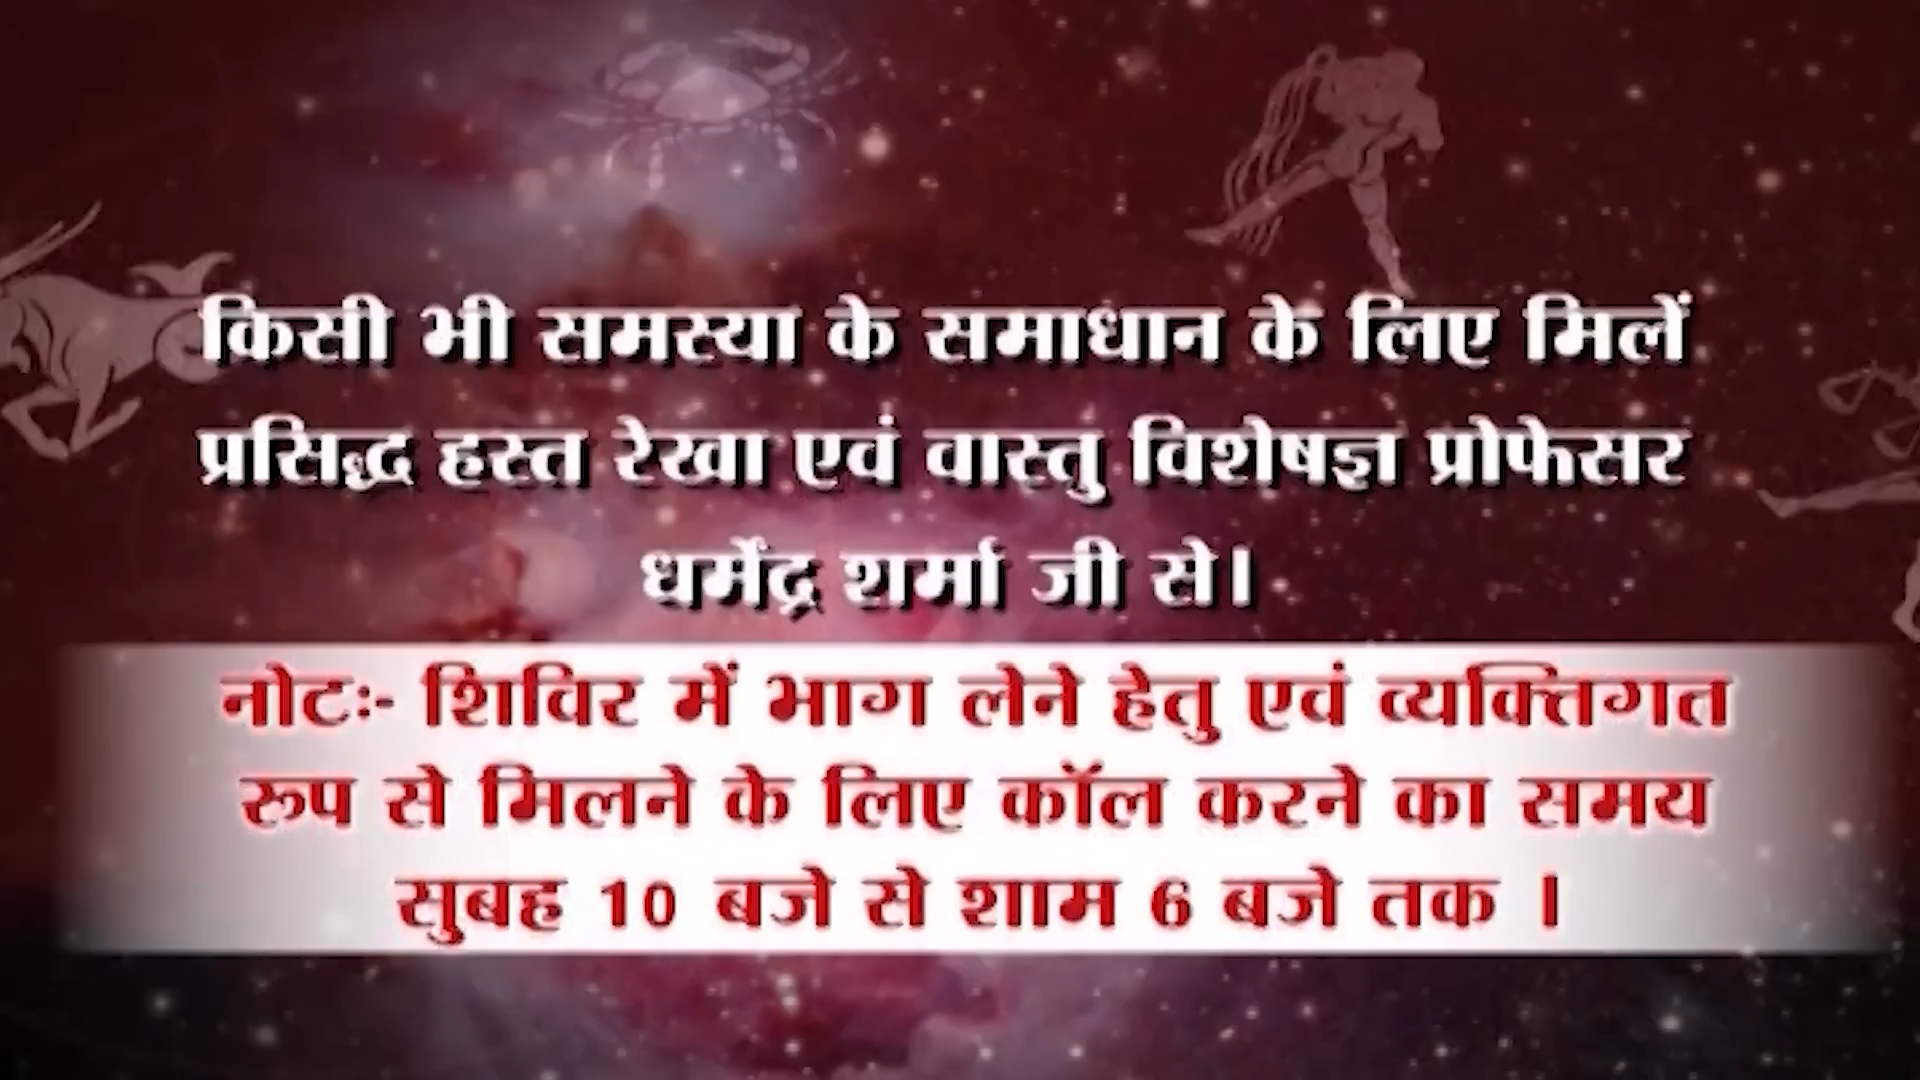 किसी भी समस्या के समाधान के लिए मिलें
प्रसिद्ध हस्त रेखा एवं वास्तु विशेषज्ञ प्रोफेसर
धर्मेंद्र शर्मा जी से।
नोटः- शिविर में भाग लेने हेतु एवं व्यक्तिगत
रुप से मिलने के लिए कॉल करने का समय
सुबह 10 बजे से शाम 6 बजे तक ।